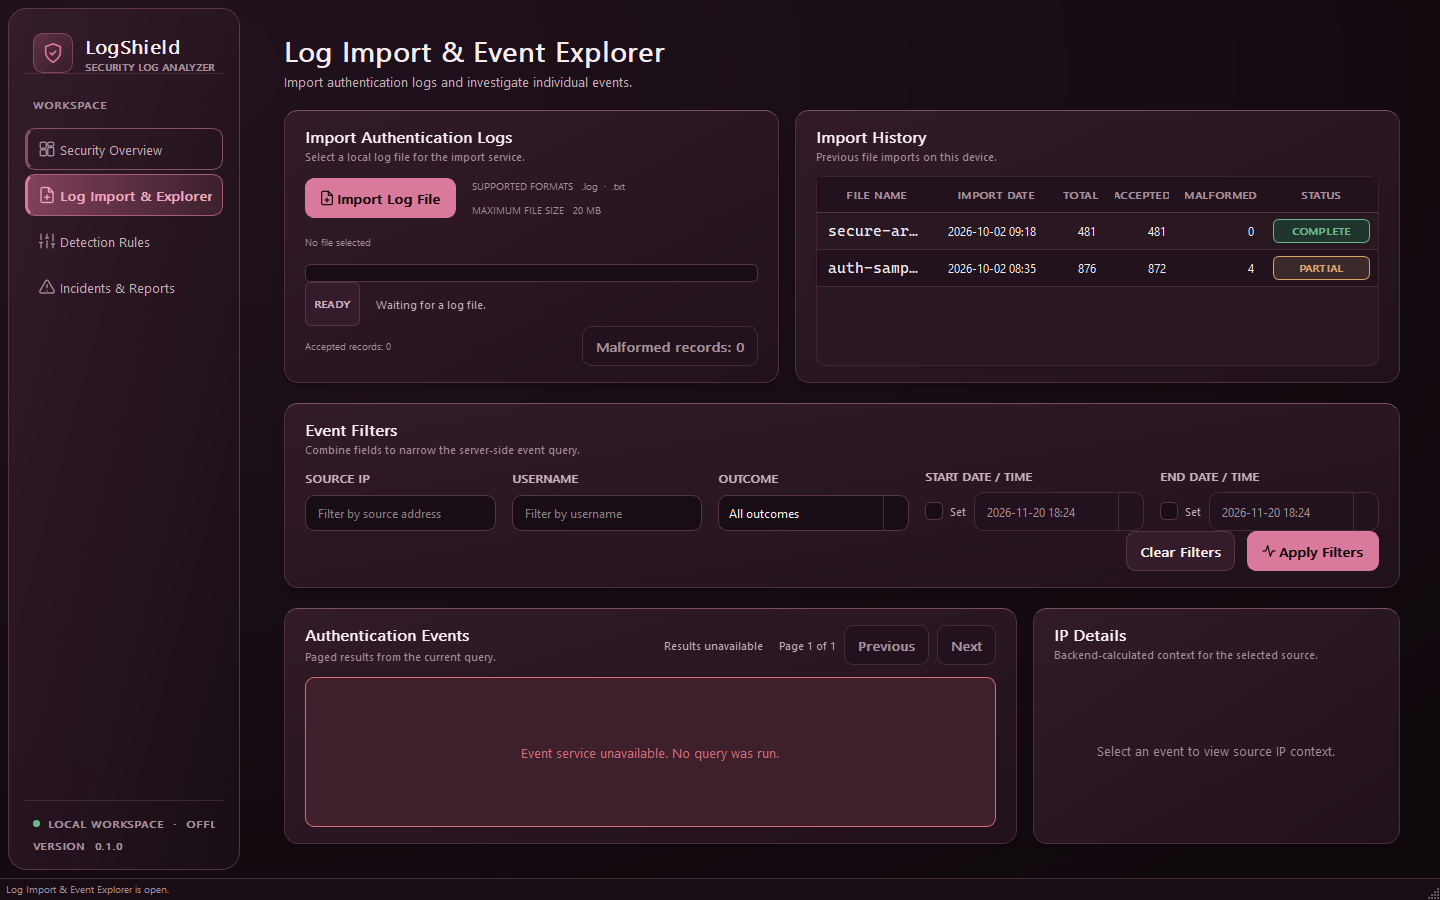 LogShield
SECURITY LOG ANALYZER
WORKSPACE
Security Overview
Log Import & Explorer
Detection Rules
Incidents & Reports
LOCAL WORKSPACE · OFFL
VERSION 0.1.0
Log Import & Event Explorer
Import authentication logs and investigate individual events.
Import Authentication Logs
Select a local log file for the import service.
Import Log File
SUPPORTED FORMATS .log · .txt
MAXIMUM FILE SIZE 20 MB
No file selected
READY Waiting for a log file.
Accepted records: 0
Malformed records: 0
Import History
Previous file imports on this device.
FILE NAME IMPORT DATE TOTAL ACCEPTED MALFORMED STATUS
secure-ar… 2026-10-02 09:18 481 481 0 COMPLETE
auth-samp… 2026-10-02 08:35 876 872 4 PARTIAL
Event Filters
Combine fields to narrow the server-side event query.
SOURCE IP USERNAME OUTCOME START DATE / TIME END DATE / TIME
Filter by source address Filter by username All outcomes Set 2026-11-20 18:24 Set 2026-11-20 18:24
Clear Filters Apply Filters
Authentication Events
Paged results from the current query.
Results unavailable Page 1 of 1 Previous Next
Event service unavailable. No query was run.
IP Details
Backend-calculated context for the selected source.
Select an event to view source IP context.
Log Import & Event Explorer is open.